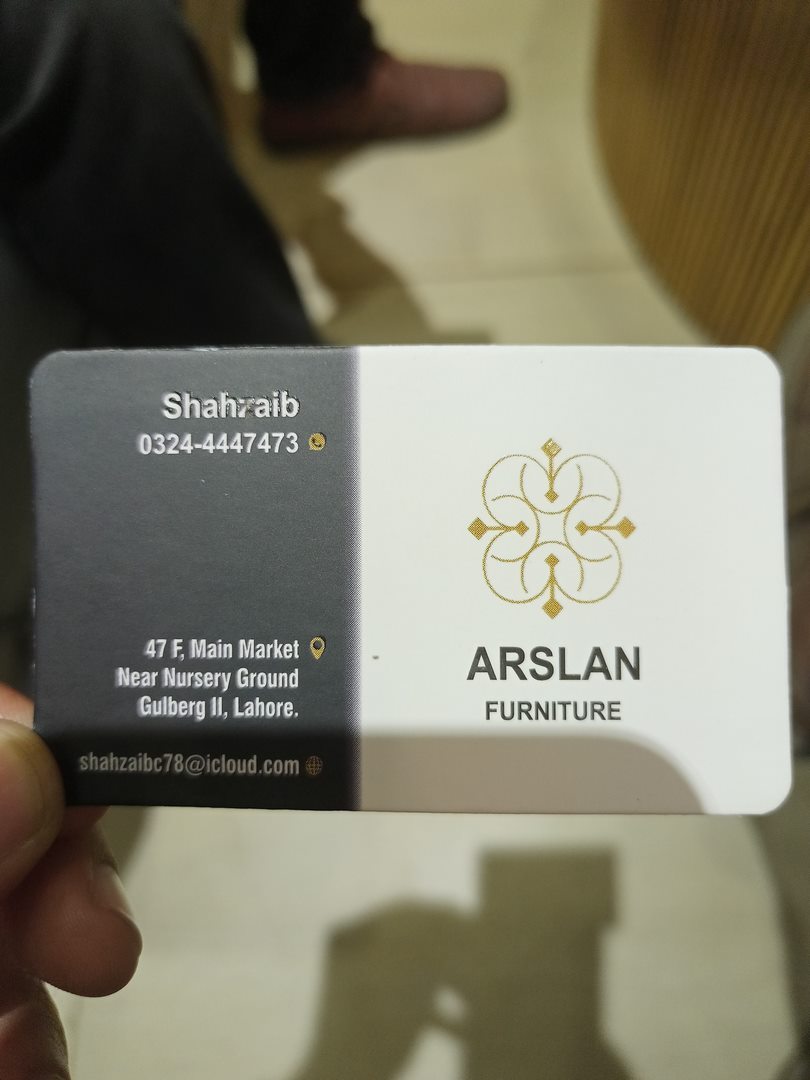 Shahzaib
0324-4447473
47 F, Main Market
Near Nursery Ground
Gulberg II, Lahore.
shahzaibc78@icloud.com
ARSLAN
FURNITURE